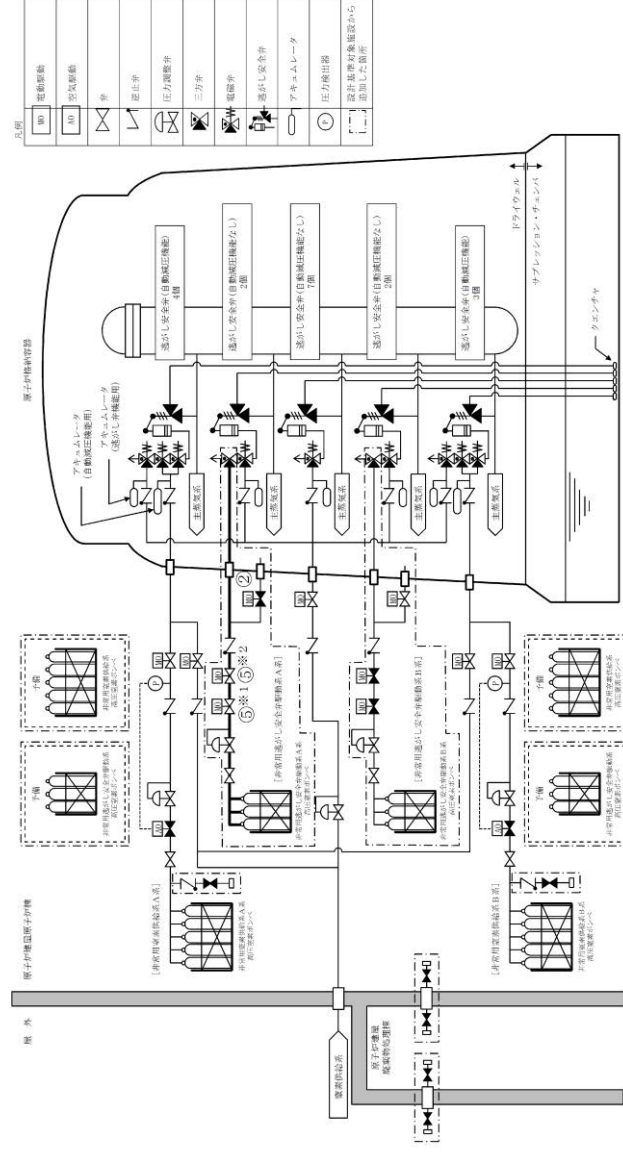 凡例
電動駆動
MO
空気駆動
AO
弁
逆止弁
圧力調整弁
三方弁
電磁弁
逃がし安全弁
アキュムレータ
圧力検出器
P
設計基準対象施設から
追加した箇所
原子炉格納容器
アキュムレータ
(自動減圧機能用)
アキュムレータ
(逃がし弁機能用)
逃がし安全弁(自動減圧機能)
4個
逃がし安全弁(自動減圧機能なし)
2個
逃がし安全弁(自動減圧機能なし)
7個
逃がし安全弁(自動減圧機能なし)
2個
逃がし安全弁(自動減圧機能)
3個
主蒸気系
主蒸気系
主蒸気系
主蒸気系
主蒸気系
ドライウェル
サプレッション・チェンバ
クエンチャ
予備
非常用窒素供給系
高圧窒素ボンベ
予備
非常用逃がし安全弁駆動系
高圧窒素ボンベ
MO
MO
P
AO
②
MO
⑤※1
⑤※2
MO
MO
MO
[非常用逃がし安全弁駆動系A系]
非常用逃がし安全弁駆動系A系
高圧窒素ボンベ
MO
MO
MO
[非常用逃がし安全弁駆動系B系]
非常用逃がし安全弁駆動系B系
高圧窒素ボンベ
MO
MO
P
AO
予備
非常用窒素供給系
高圧窒素ボンベ
予備
非常用逃がし安全弁駆動系
高圧窒素ボンベ
[非常用窒素供給系A系]
非常用窒素供給系A系
高圧窒素ボンベ
[非常用窒素供給系B系]
非常用窒素供給系B系
高圧窒素ボンベ
原子炉建屋原子炉棟
屋外
窒素供給系
原子炉建屋
廃棄物処理棟